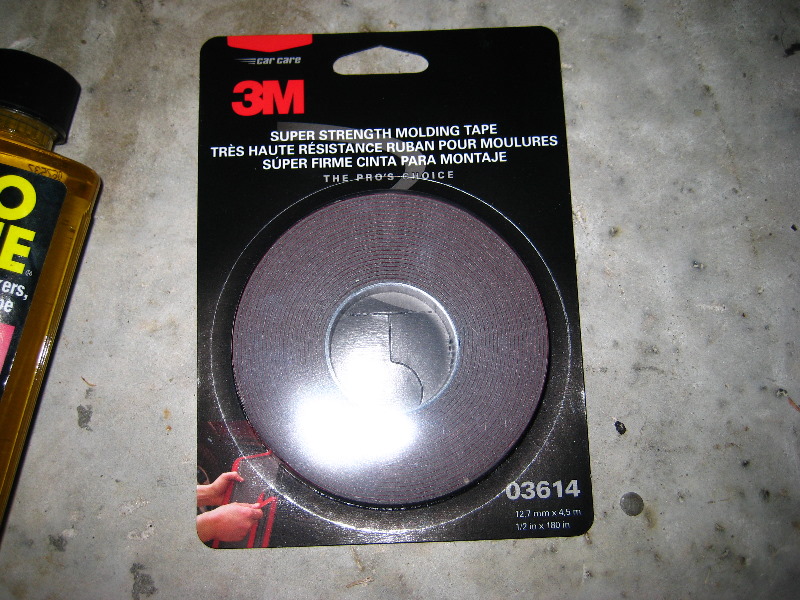 car care
3M
SUPER STRENGTH MOLDING TAPE
TRÈS HAUTE RÉSISTANCE RUBAN POUR MOULURES
SÚPER FIRME CINTA PARA MONTAJE
THE PRO'S CHOICE
03614
12,7 mm x 4,5 m
1/2 in x 180 in
O
E®
ers,